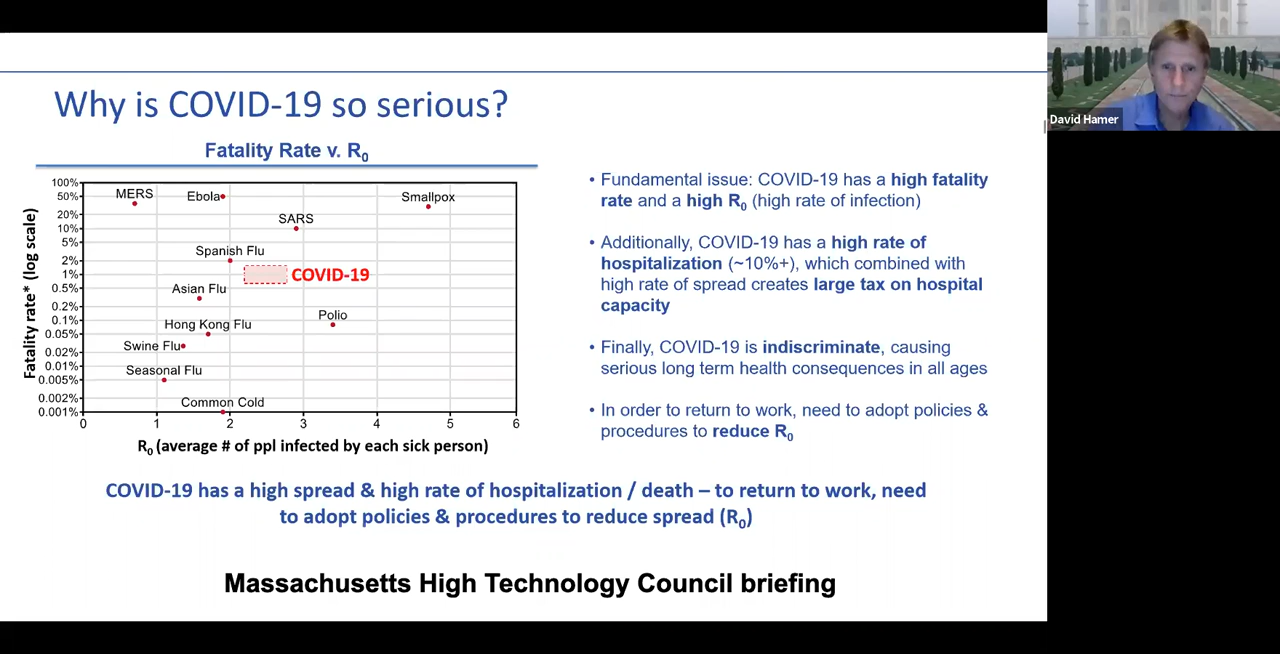 Why is COVID-19 so serious?
Fatality Rate v. R0
Fatality rate* (log scale)
100%
50%
20%
10%
5%
2%
1%
0.5%
0.2%
0.1%
0.05%
0.02%
0.01%
0.005%
0.002%
0.001%
MERS
Ebola
Smallpox
SARS
Spanish Flu
COVID-19
Asian Flu
Polio
Hong Kong Flu
Swine Flu
Seasonal Flu
Common Cold
0 1 2 3 4 5 6
R0 (average # of ppl infected by each sick person)
• Fundamental issue: COVID-19 has a high fatality
rate and a high R0 (high rate of infection)
• Additionally, COVID-19 has a high rate of
hospitalization (~10%+), which combined with
high rate of spread creates large tax on hospital
capacity
• Finally, COVID-19 is indiscriminate, causing
serious long term health consequences in all ages
• In order to return to work, need to adopt policies &
procedures to reduce R0
COVID-19 has a high spread & high rate of hospitalization / death – to return to work, need
to adopt policies & procedures to reduce spread (R0)
Massachusetts High Technology Council briefing
David Hamer